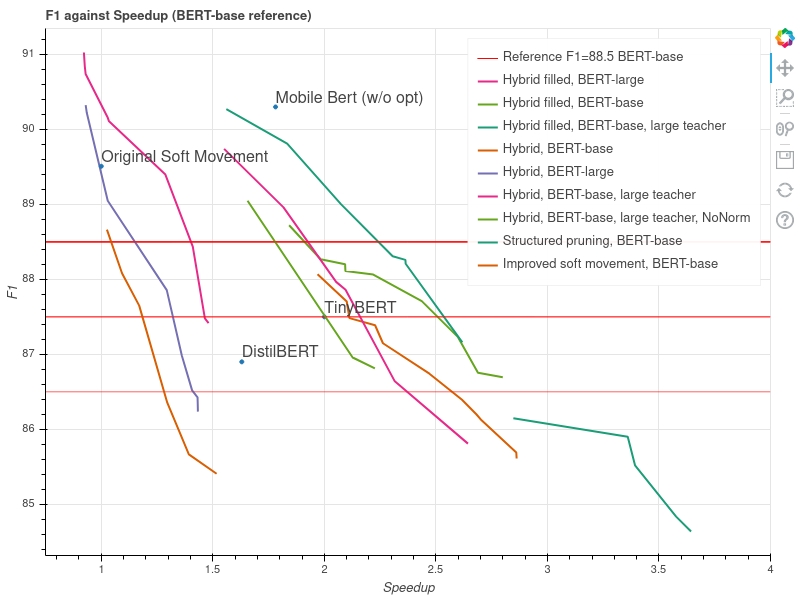 F1 against Speedup (BERT-base reference)
91
90
89
88
87
86
85
F1
Mobile Bert (w/o opt)
Original Soft Movement
TinyBERT
DistilBERT
Reference F1=88.5 BERT-base
Hybrid filled, BERT-large
Hybrid filled, BERT-base
Hybrid filled, BERT-base, large teacher
Hybrid, BERT-base
Hybrid, BERT-large
Hybrid, BERT-base, large teacher
Hybrid, BERT-base, large teacher, NoNorm
Structured pruning, BERT-base
Improved soft movement, BERT-base
1
1.5
2
2.5
3
3.5
4
Speedup